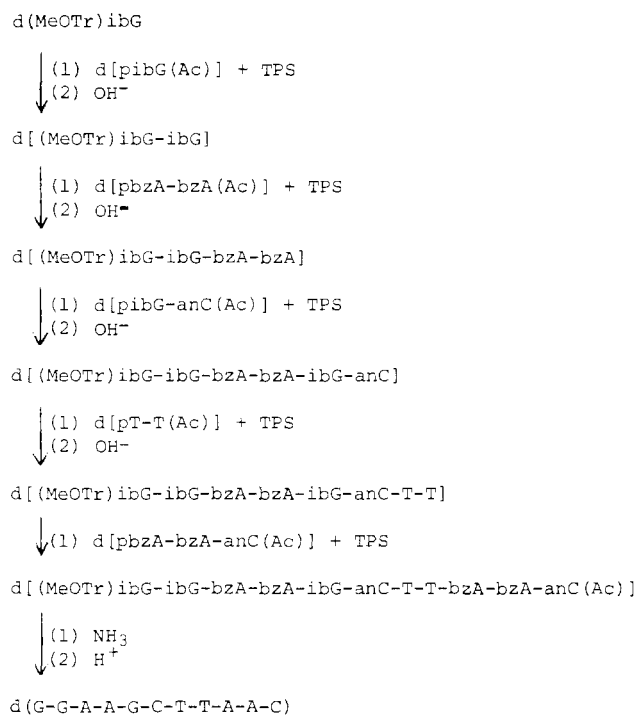 d(MeOTr)ibG
(1) d[pibG(Ac)] + TPS
(2) OH⁻
d[(MeOTr)ibG-ibG]
(1) d[pbzA-bzA(Ac)] + TPS
(2) OH⁻
d[(MeOTr)ibG-ibG-bzA-bzA]
(1) d[pibG-anC(Ac)] + TPS
(2) OH⁻
d[(MeOTr)ibG-ibG-bzA-bzA-ibG-anC]
(1) d[pT-T(Ac)] + TPS
(2) OH⁻
d[(MeOTr)ibG-ibG-bzA-bzA-ibG-anC-T-T]
(1) d[pbzA-bzA-anC(Ac)] + TPS
d[(MeOTr)ibG-ibG-bzA-bzA-ibG-anC-T-T-bzA-bzA-anC(Ac)]
(1) NH₃
(2) H⁺
d(G-G-A-A-G-C-T-T-A-A-C)